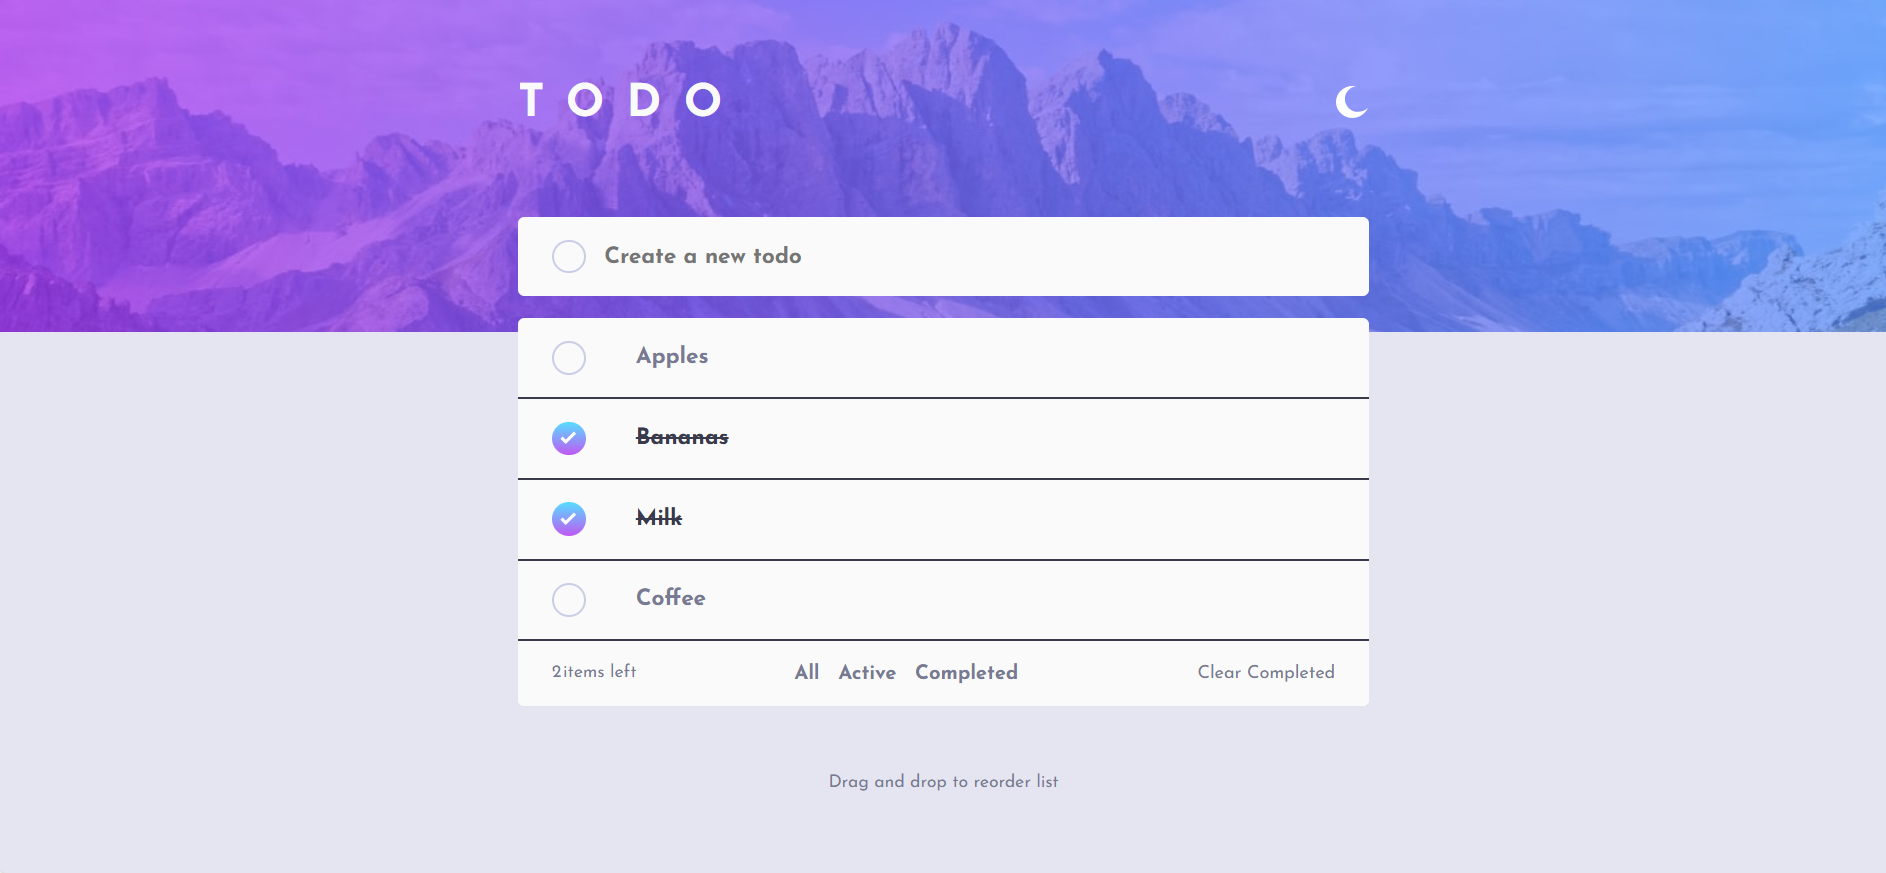 TODO
Create a new todo
Apples
Bananas
Milk
Coffee
2items left All Active Completed Clear Completed
Drag and drop to reorder list